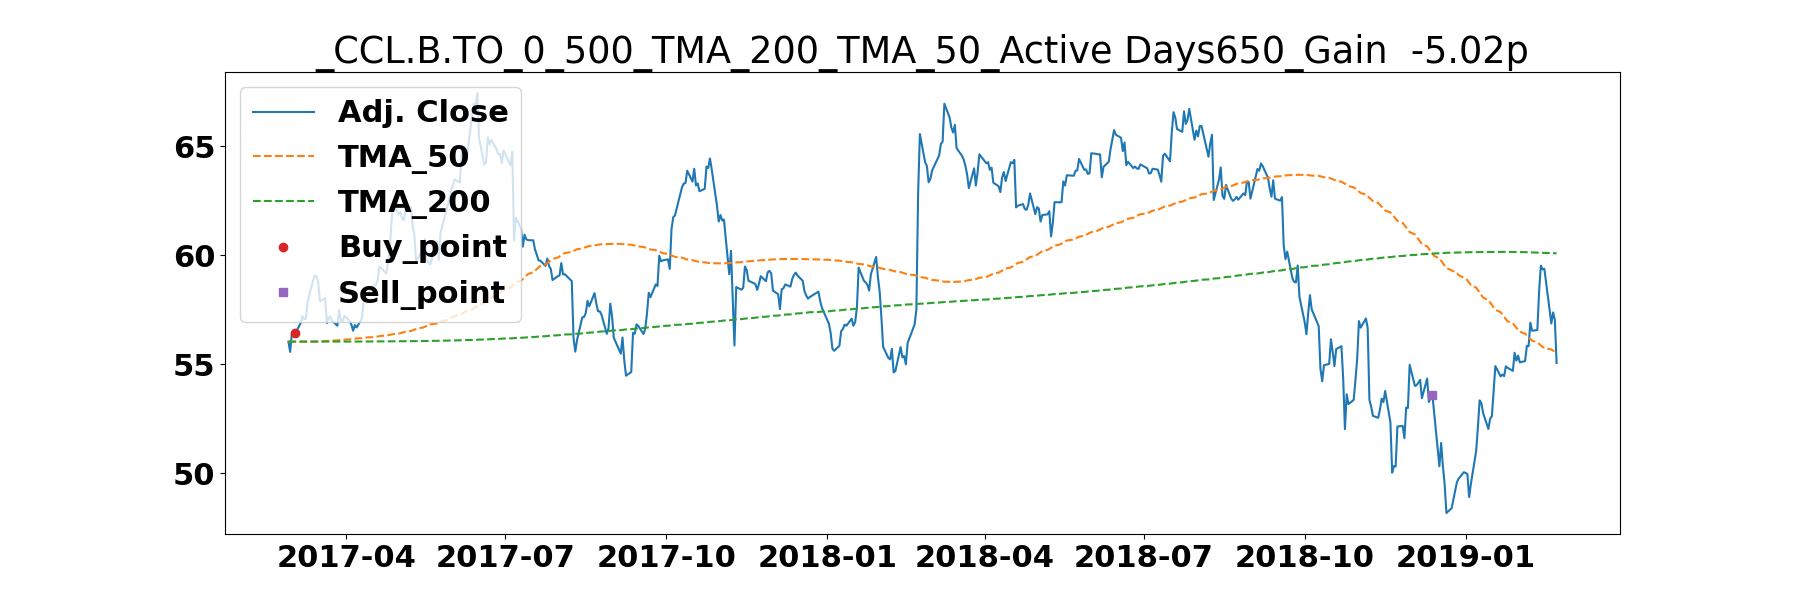 _CCL.B.TO_0_500_TMA_200_TMA_50_Active Days650_Gain  -5.02p
Adj. Close
TMA_50
TMA_200
Buy_point
Sell_point
65
60
55
50
2017-04 2017-07 2017-10 2018-01 2018-04 2018-07 2018-10 2019-01